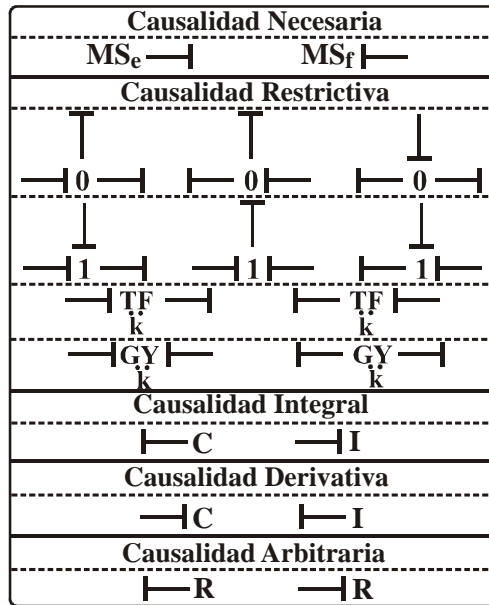 Causalidad Necesaria
MSe MSf
Causalidad Restrictiva
0 0 0
1 1 1
TF TF
k k
GY GY
k k
Causalidad Integral
C I
Causalidad Derivativa
C I
Causalidad Arbitraria
R R